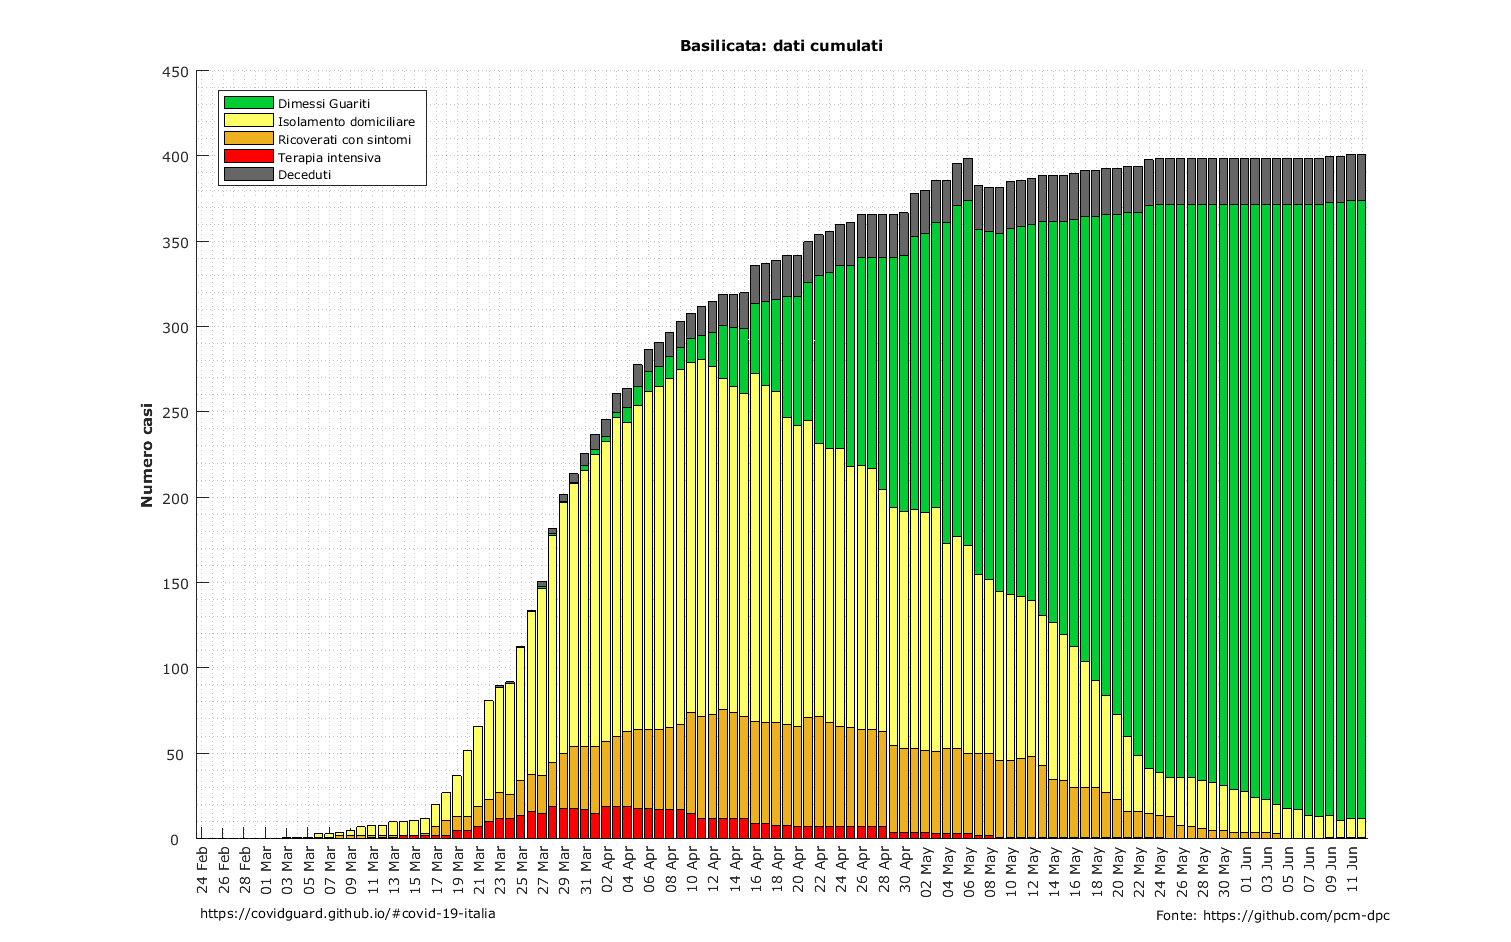 Basilicata: dati cumulati
Numero casi
450
400
350
300
250
200
150
100
50
0
Dimessi Guariti
Isolamento domiciliare
Ricoverati con sintomi
Terapia intensiva
Deceduti
24 Feb
26 Feb
28 Feb
01 Mar
03 Mar
05 Mar
07 Mar
09 Mar
11 Mar
13 Mar
15 Mar
17 Mar
19 Mar
21 Mar
23 Mar
25 Mar
27 Mar
29 Mar
31 Mar
02 Apr
04 Apr
06 Apr
08 Apr
10 Apr
12 Apr
14 Apr
16 Apr
18 Apr
20 Apr
22 Apr
24 Apr
26 Apr
28 Apr
30 Apr
02 May
04 May
06 May
08 May
10 May
12 May
14 May
16 May
18 May
20 May
22 May
24 May
26 May
28 May
30 May
01 Jun
03 Jun
05 Jun
07 Jun
09 Jun
11 Jun
https://covidguard.github.io/#covid-19-italia
Fonte: https://github.com/pcm-dpc